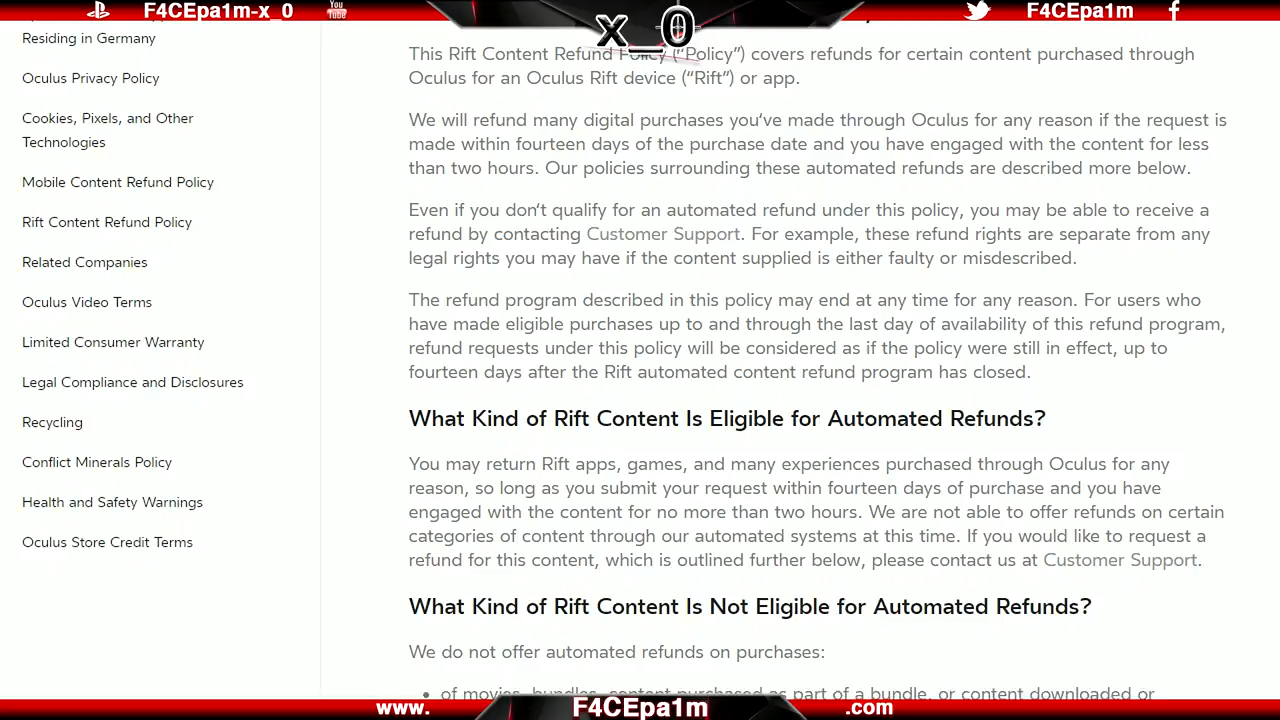 F4CEpa1m-x_0
You
Tube
x_0
F4CEpa1m
Residing in Germany
Oculus Privacy Policy
Cookies, Pixels, and Other
Technologies
Mobile Content Refund Policy
Rift Content Refund Policy
Related Companies
Oculus Video Terms
Limited Consumer Warranty
Legal Compliance and Disclosures
Recycling
Conflict Minerals Policy
Health and Safety Warnings
Oculus Store Credit Terms
This Rift Content Refund Policy (“Policy”) covers refunds for certain content purchased through
Oculus for an Oculus Rift device (“Rift”) or app.
We will refund many digital purchases you’ve made through Oculus for any reason if the request is
made within fourteen days of the purchase date and you have engaged with the content for less
than two hours. Our policies surrounding these automated refunds are described more below.
Even if you don’t qualify for an automated refund under this policy, you may be able to receive a
refund by contacting Customer Support. For example, these refund rights are separate from any
legal rights you may have if the content supplied is either faulty or misdescribed.
The refund program described in this policy may end at any time for any reason. For users who
have made eligible purchases up to and through the last day of availability of this refund program,
refund requests under this policy will be considered as if the policy were still in effect, up to
fourteen days after the Rift automated content refund program has closed.
What Kind of Rift Content Is Eligible for Automated Refunds?
You may return Rift apps, games, and many experiences purchased through Oculus for any
reason, so long as you submit your request within fourteen days of purchase and you have
engaged with the content for no more than two hours. We are not able to offer refunds on certain
categories of content through our automated systems at this time. If you would like to request a
refund for this content, which is outlined further below, please contact us at Customer Support.
What Kind of Rift Content Is Not Eligible for Automated Refunds?
We do not offer automated refunds on purchases:
• of movies, bundles, content purchased as part of a bundle, or content downloaded or
www. F4CEpa1m .com